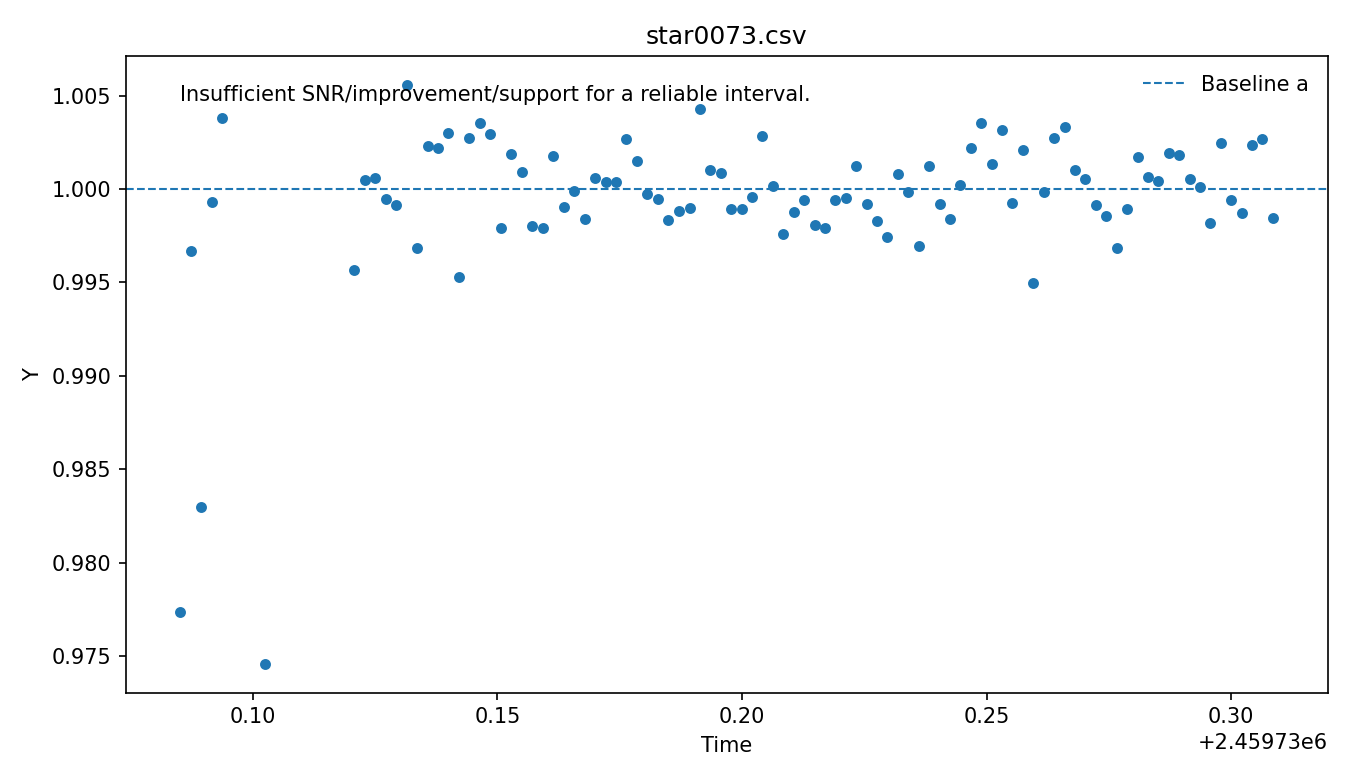 star0073.csv
Insufficient SNR/improvement/support for a reliable interval.
Baseline a
Y
1.005
1.000
0.995
0.990
0.985
0.980
0.975
0.10 0.15 0.20 0.25 0.30
Time
+2.45973e6